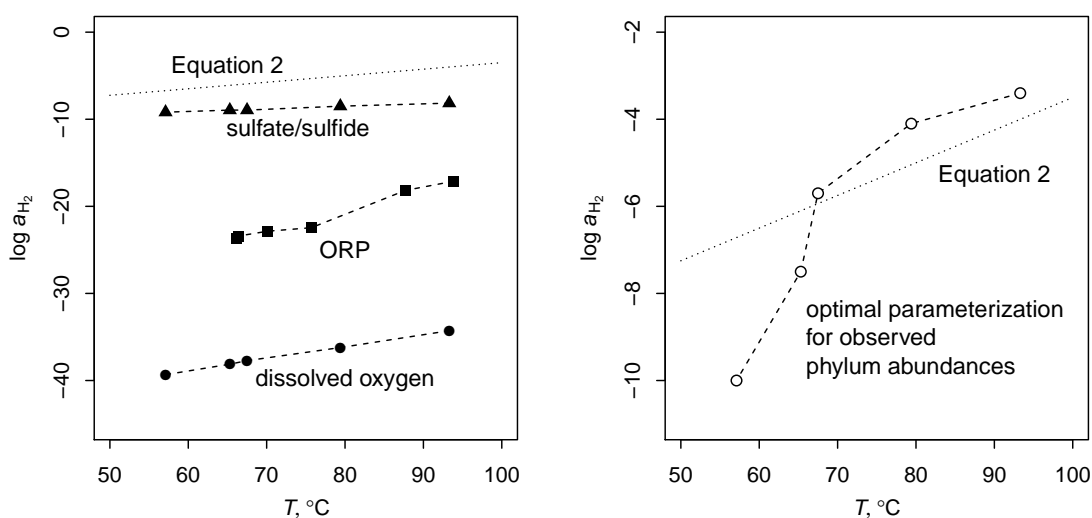 0
−10
−20
−30
−40
log aH2
Equation 2
sulfate/sulfide
ORP
dissolved oxygen
50 60 70 80 90 100
T, °C
−2
−4
−6
−8
−10
log aH2
Equation 2
optimal parameterization
for observed
phylum abundances
50 60 70 80 90 100
T, °C